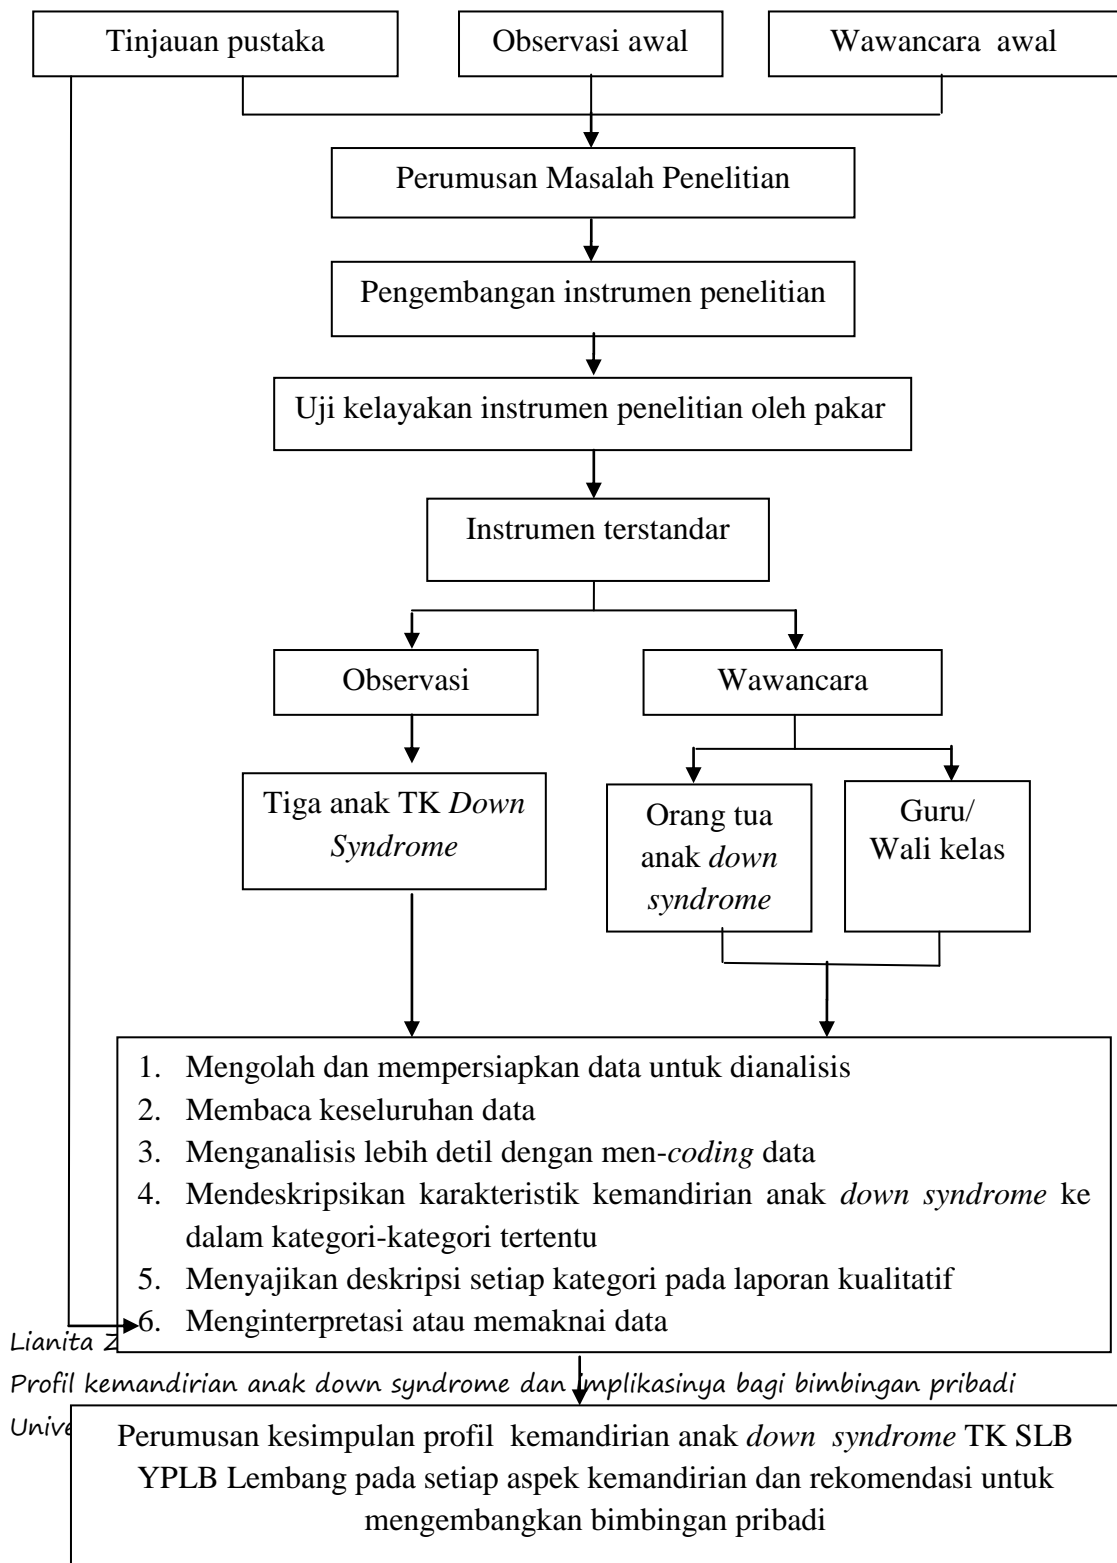 Tinjauan pustaka
Observasi awal
Wawancara awal
Perumusan Masalah Penelitian
Pengembangan instrumen penelitian
Uji kelayakan instrumen penelitian oleh pakar
Instrumen terstandar
Observasi
Wawancara
Tiga anak TK Down
Syndrome
Orang tua
anak down
syndrome
Guru/
Wali kelas
1. Mengolah dan mempersiapkan data untuk dianalisis
2. Membaca keseluruhan data
3. Menganalisis lebih detil dengan men-coding data
4. Mendeskripsikan karakteristik kemandirian anak down syndrome ke
dalam kategori-kategori tertentu
5. Menyajikan deskripsi setiap kategori pada laporan kualitatif
6. Menginterpretasi atau memaknai data
Lianita
Profil kemandirian anak down syndrome dan implikasinya bagi bimbingan pribadi
Perumusan kesimpulan profil kemandirian anak down syndrome TK SLB
YPLB Lembang pada setiap aspek kemandirian dan rekomendasi untuk
mengembangkan bimbingan pribadi